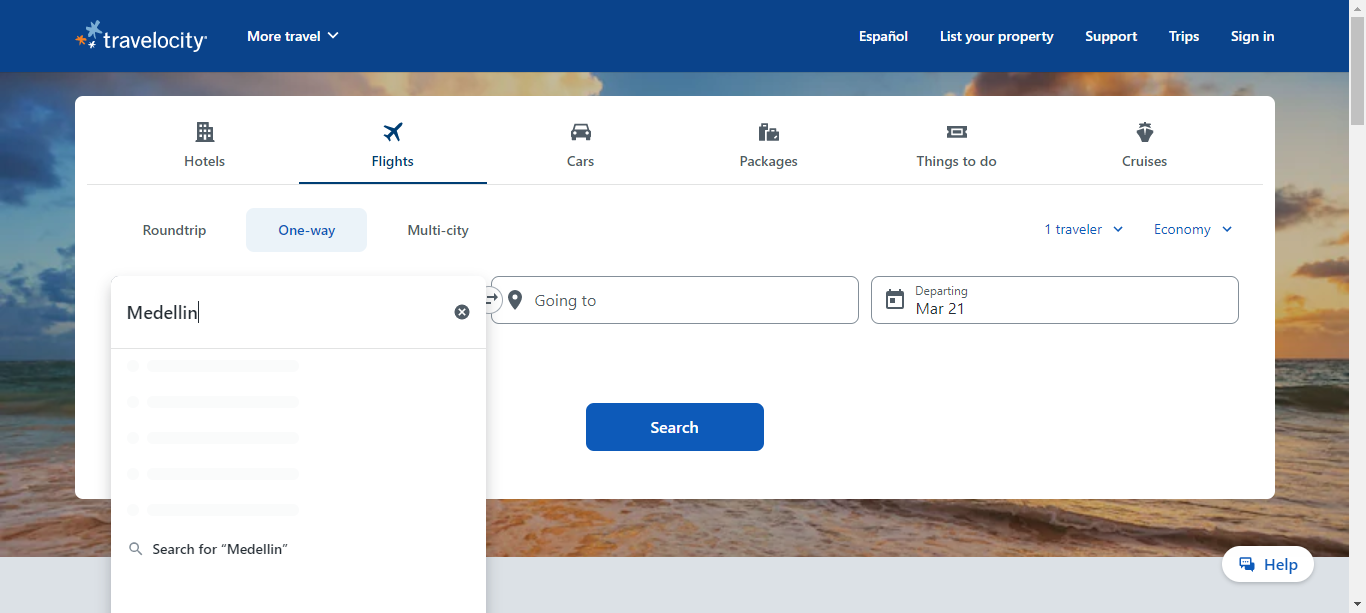 travelocity
More travel
Español
List your property
Support
Trips
Sign in
Hotels
Flights
Cars
Packages
Things to do
Cruises
Roundtrip
One-way
Multi-city
1 traveler
Economy
Medellin
Going to
Departing
Mar 21
Search
Search for “Medellin”
Help